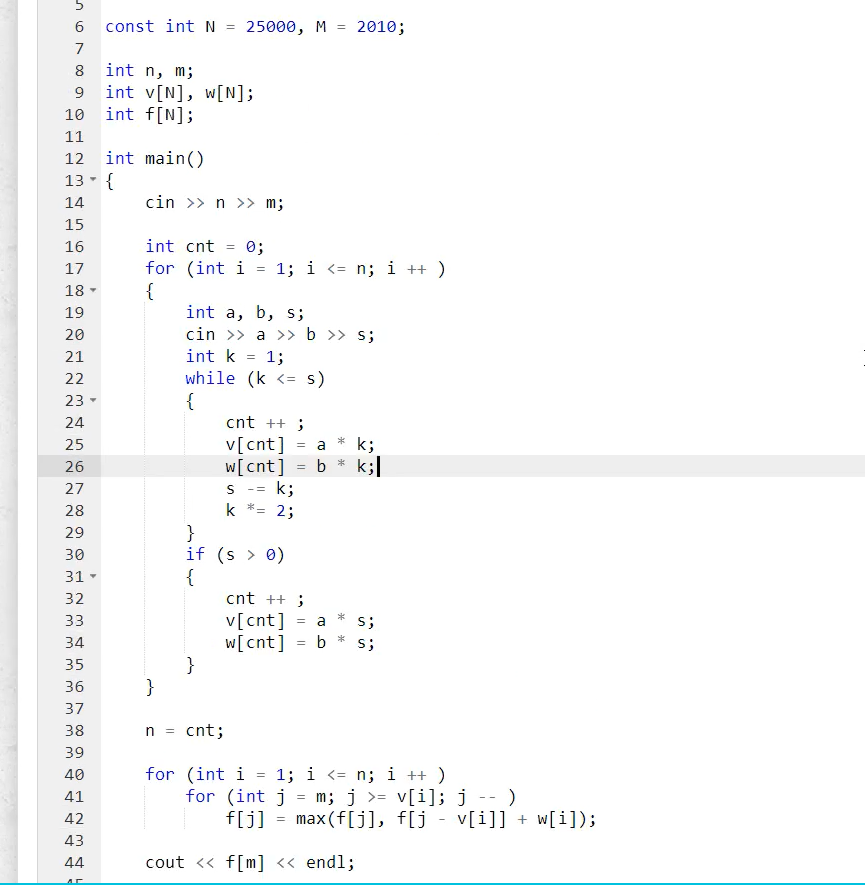 5
6 const int N = 25000, M = 2010;
7
8 int n, m;
9 int v[N], w[N];
10 int f[N];
11
12 int main()
13 {
14     cin >> n >> m;
15
16     int cnt = 0;
17     for (int i = 1; i <= n; i ++ )
18     {
19         int a, b, s;
20         cin >> a >> b >> s;
21         int k = 1;
22         while (k <= s)
23         {
24             cnt ++ ;
25             v[cnt] = a * k;
26             w[cnt] = b * k;
27             s -= k;
28             k *= 2;
29         }
30         if (s > 0)
31         {
32             cnt ++ ;
33             v[cnt] = a * s;
34             w[cnt] = b * s;
35         }
36     }
37
38     n = cnt;
39
40     for (int i = 1; i <= n; i ++ )
41         for (int j = m; j >= v[i]; j -- )
42             f[j] = max(f[j], f[j - v[i]] + w[i]);
43
44     cout << f[m] << endl;
45